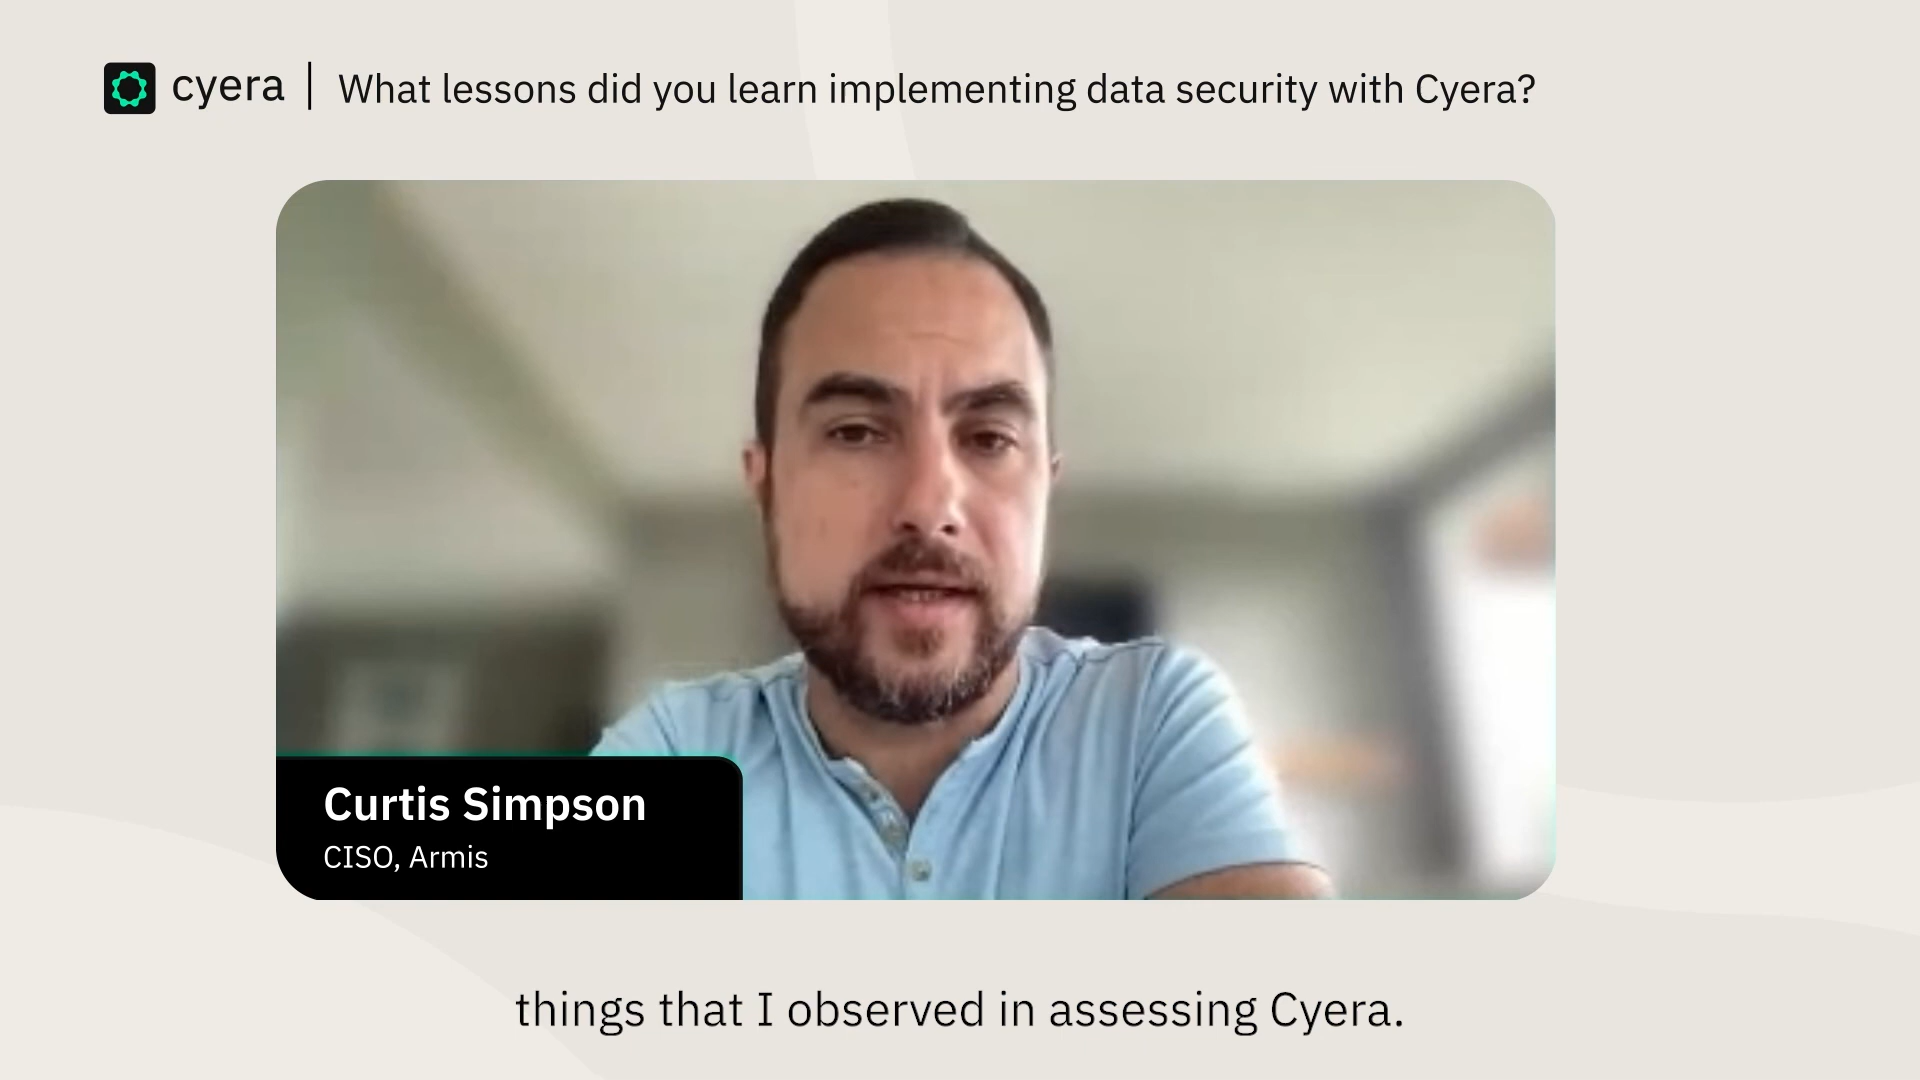 cyera | What lessons did you learn implementing data security with Cyera?
Curtis Simpson
CISO, Armis
things that I observed in assessing Cyera.